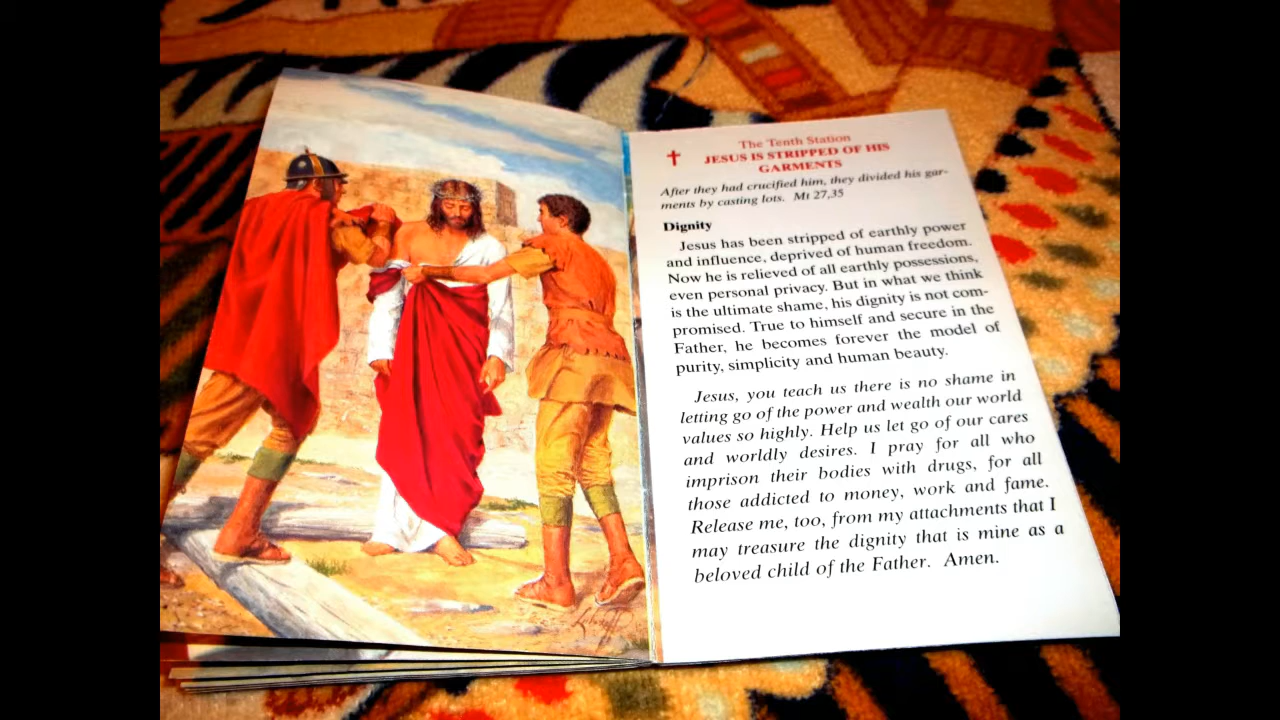 The Tenth Station
JESUS IS STRIPPED OF HIS
GARMENTS
After they had crucified him, they divided his gar-
ments by casting lots. Mt 27,35
Dignity
Jesus has been stripped of earthly power
and influence, deprived of human freedom.
Now he is relieved of all earthly possessions,
even personal privacy. But in what we think
is the ultimate shame, his dignity is not com-
promised. True to himself and secure in the
Father, he becomes forever the model of
purity, simplicity and human beauty.
Jesus, you teach us there is no shame in
letting go of the power and wealth our world
values so highly. Help us let go of our cares
and worldly desires. I pray for all who
imprison their bodies with drugs, for all
those addicted to money, work and fame.
Release me, too, from my attachments that I
may treasure the dignity that is mine as a
beloved child of the Father. Amen.